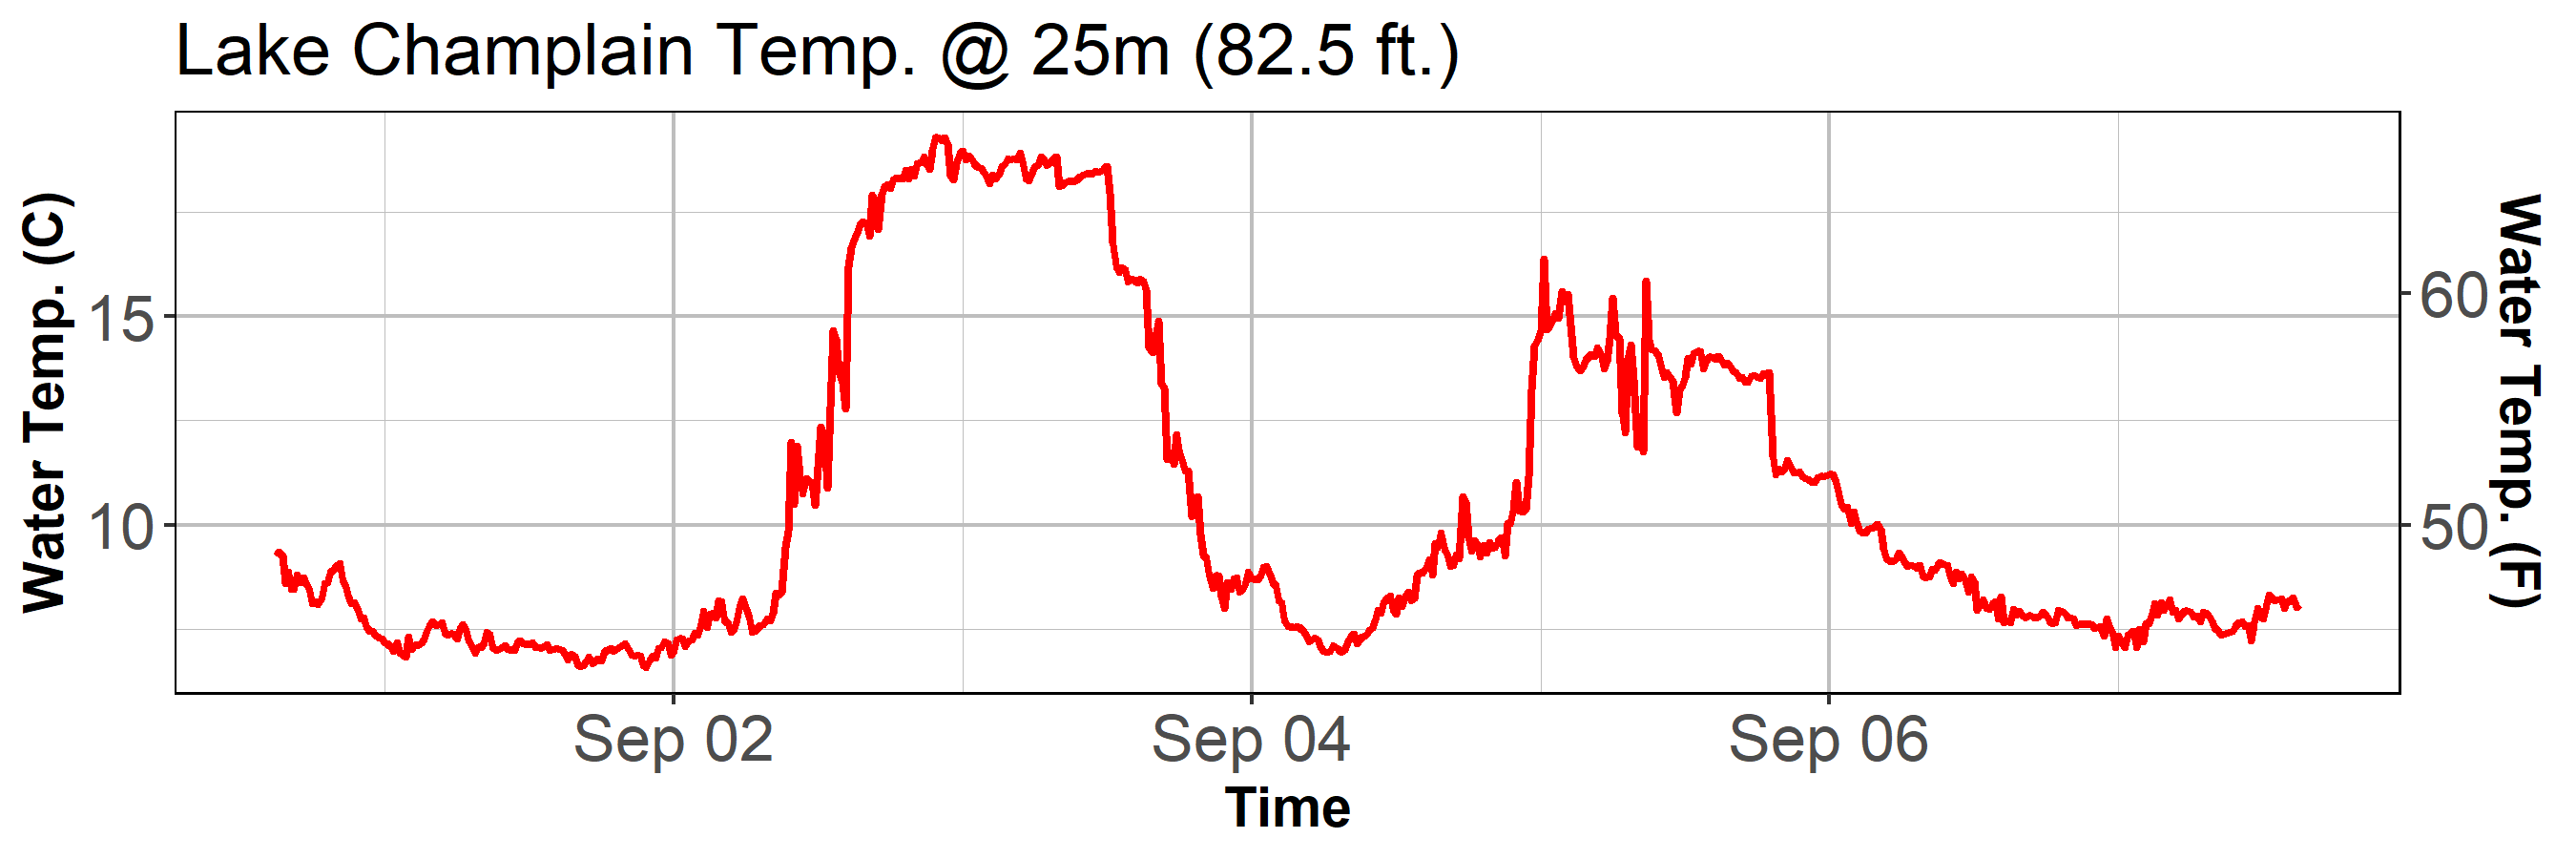 Lake Champlain Temp. @ 25m (82.5 ft.)
Water Temp. (C)
15
10
60
50
Water Temp. (F)
Sep 02
Sep 04
Sep 06
Time